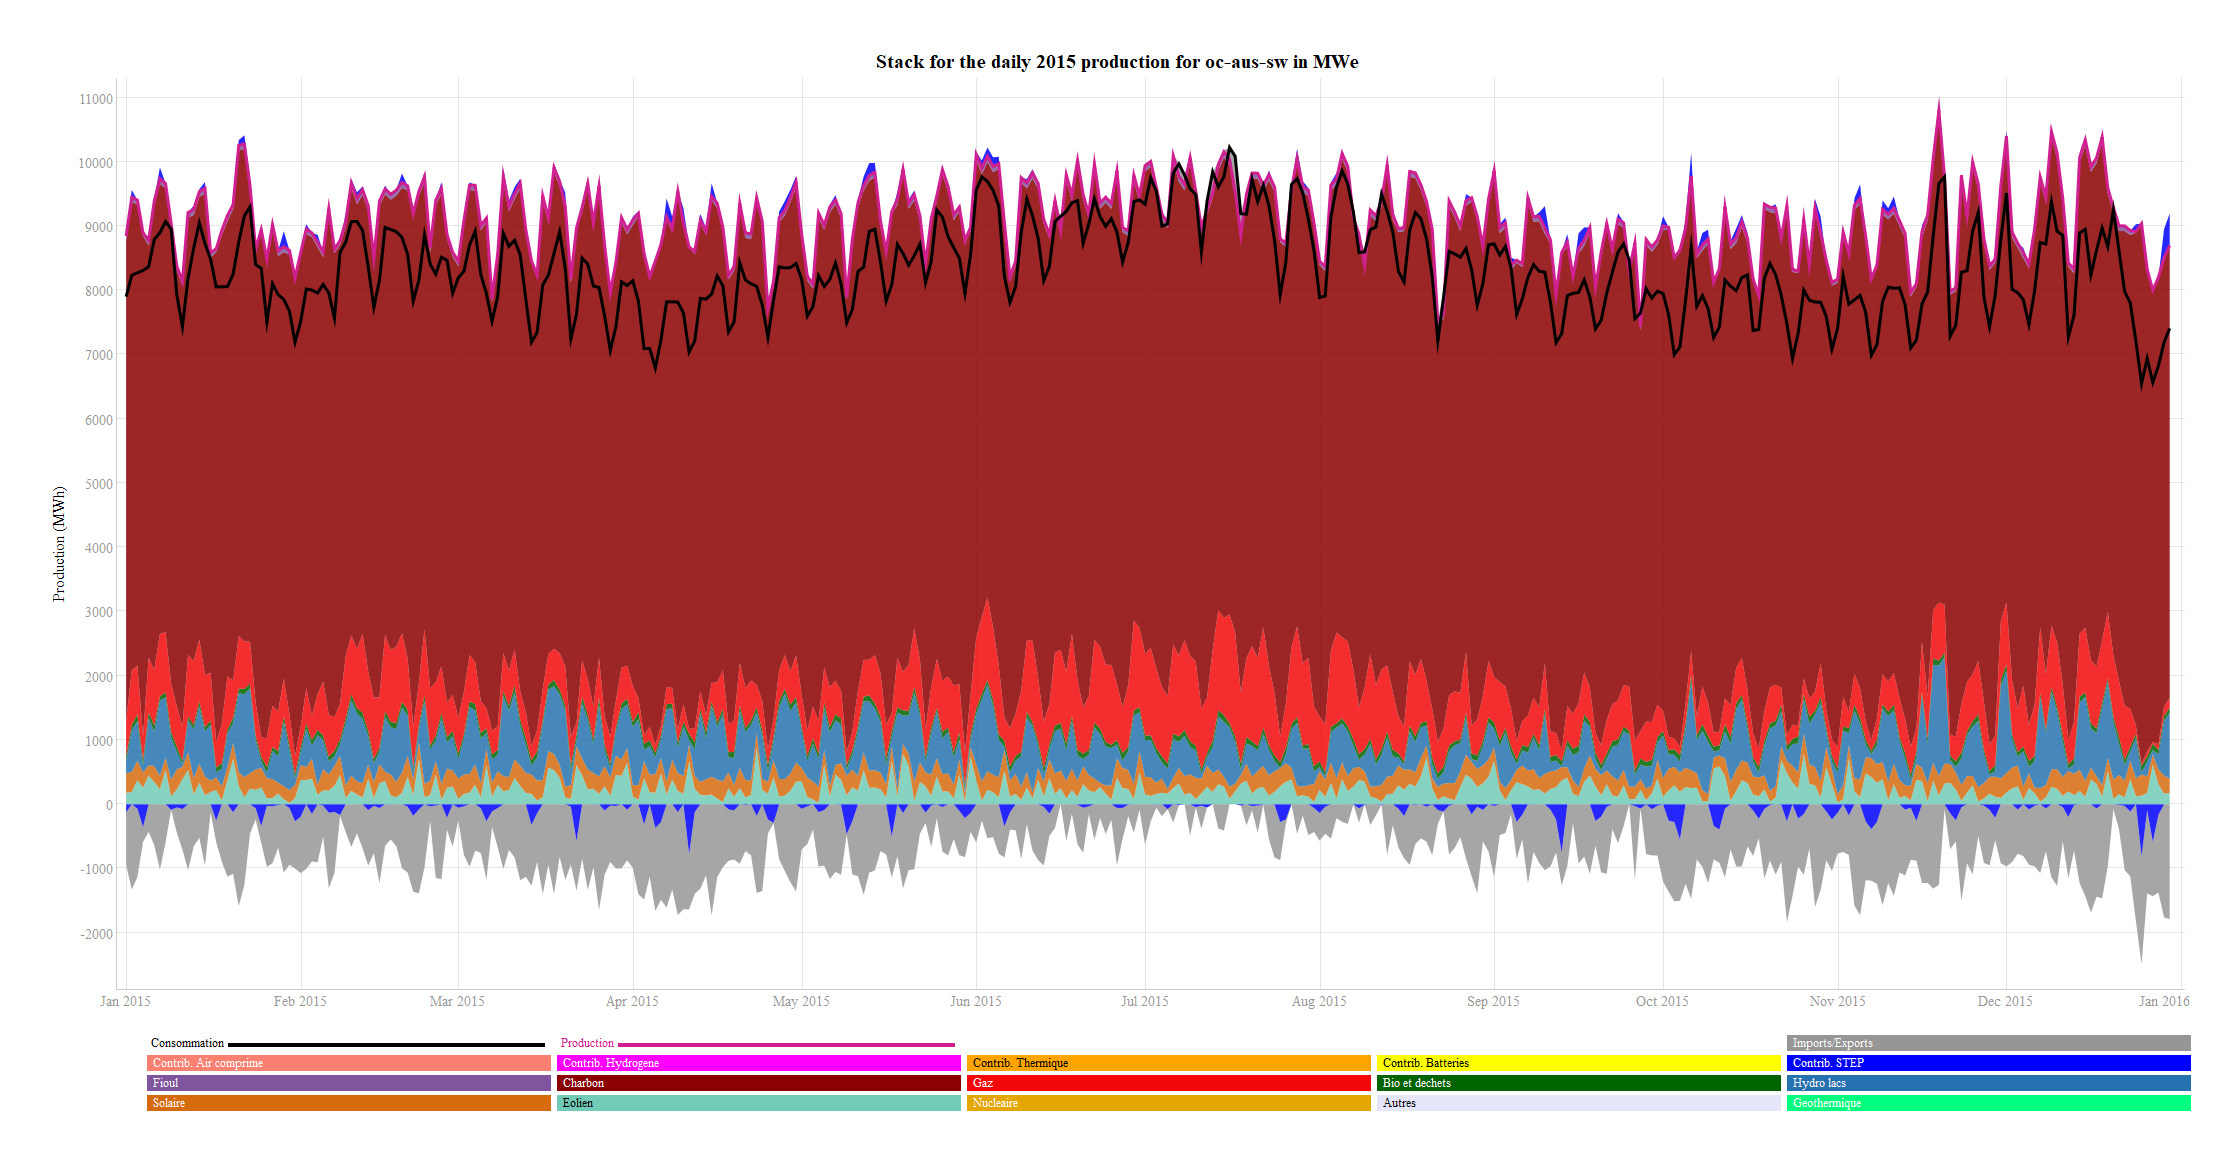 Stack for the daily 2015 production for oc-aus-sw in MWe
11000
10000
9000
8000
7000
6000
5000
4000
3000
2000
1000
0
-1000
-2000
Production (MWh)
Jan 2015 Feb 2015 Mar 2015 Apr 2015 May 2015 Jun 2015 Jul 2015 Aug 2015 Sep 2015 Oct 2015 Nov 2015 Dec 2015 Jan 2016
Consommation Production Imports/Exports
Contrib. Air comprime Contrib. Hydrogene Contrib. Thermique Contrib. Batteries Contrib. STEP
Fioul Charbon Gaz Bio et dechets Hydro lacs
Solaire Eolien Nucleaire Autres Geothermique